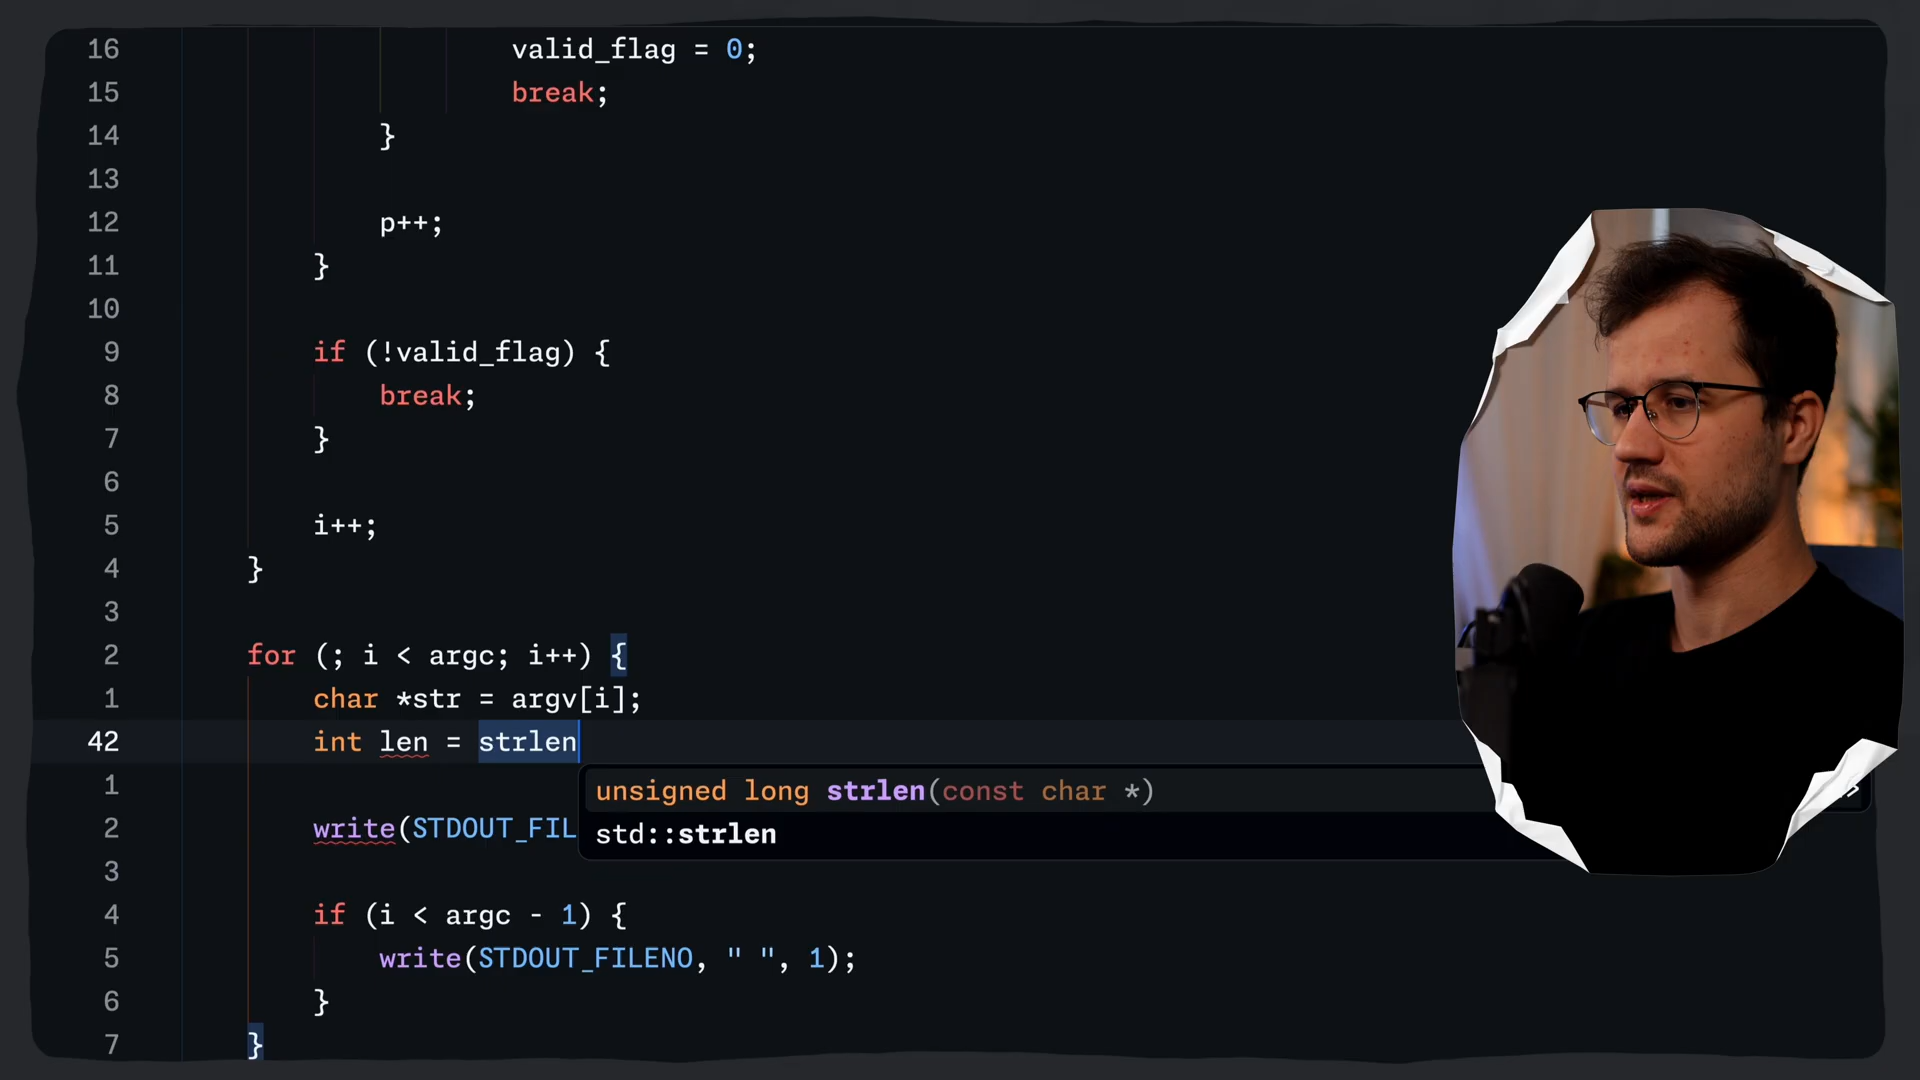 16 valid_flag = 0;
15 break;
14 }
13
12 p++;
11 }
10
9 if (!valid_flag) {
8 break;
7 }
6
5 i++;
4 }
3
2 for (; i < argc; i++) {
1 char *str = argv[i];
42 int len = strlen
1 unsigned long strlen(const char *)
2 write(STDOUT_FIL std::strlen
3
4 if (i < argc - 1) {
5 write(STDOUT_FILENO, " ", 1);
6 }
7 }